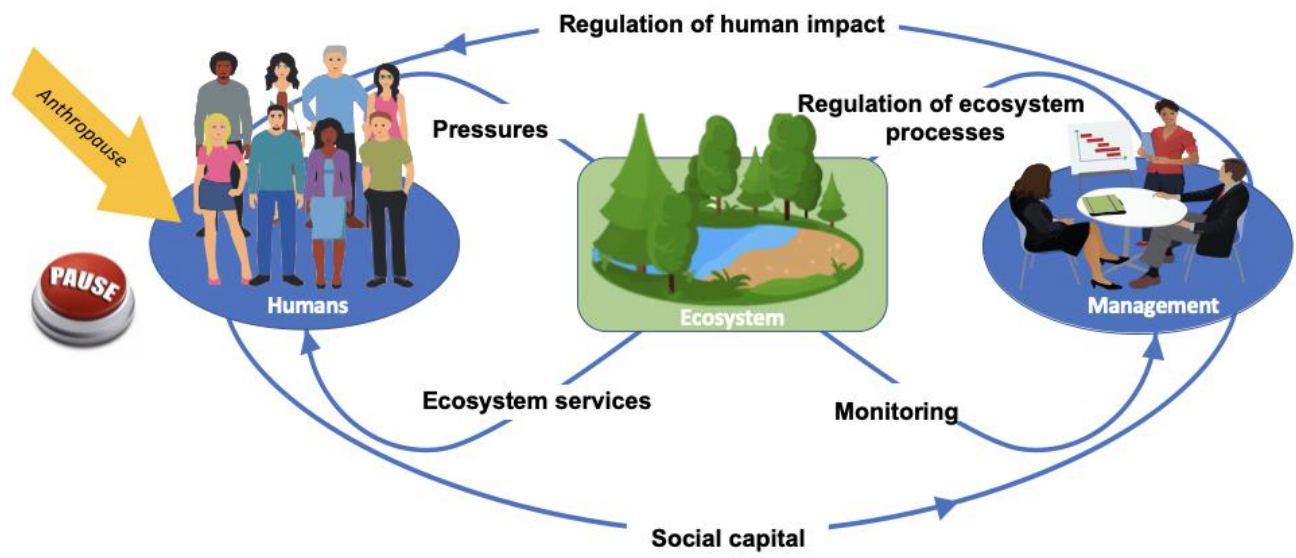 Regulation of human impact
Anthropause
Pressures
Regulation of ecosystem
processes
PAUSE
Humans
Ecosystem
Management
Ecosystem services
Monitoring
Social capital